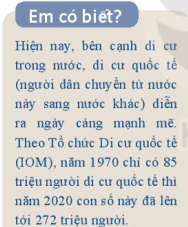 Em có biết?
Hiện nay, bên cạnh di cư
trong nước, di cư quốc tế
(người dân chuyển từ nước
này sang nước khác) diễn
ra ngày càng mạnh mẽ.
Theo Tổ chức Di cư quốc tế
(IOM), năm 1970 chỉ có 85
triệu người di cư quốc tế thì
năm 2020 con số này đã lên
tới 272 triệu người.